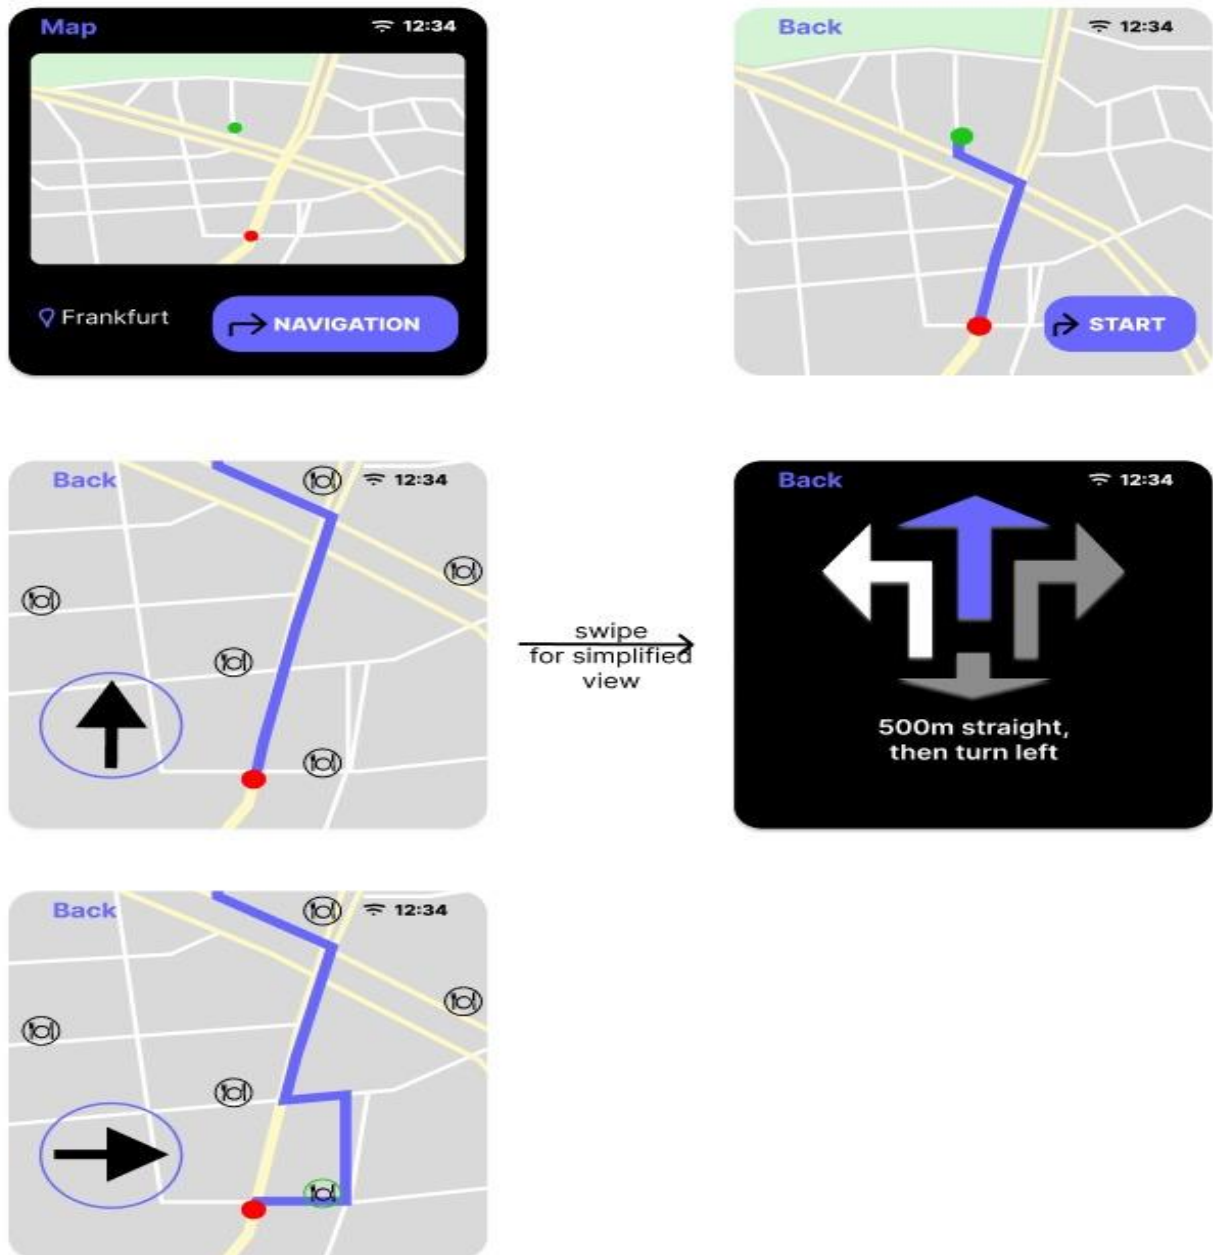 Map 12:34
Frankfurt NAVIGATION
Back 12:34
START
Back 12:34
swipe
for simplified
view
Back 12:34
500m straight,
then turn left
Back 12:34